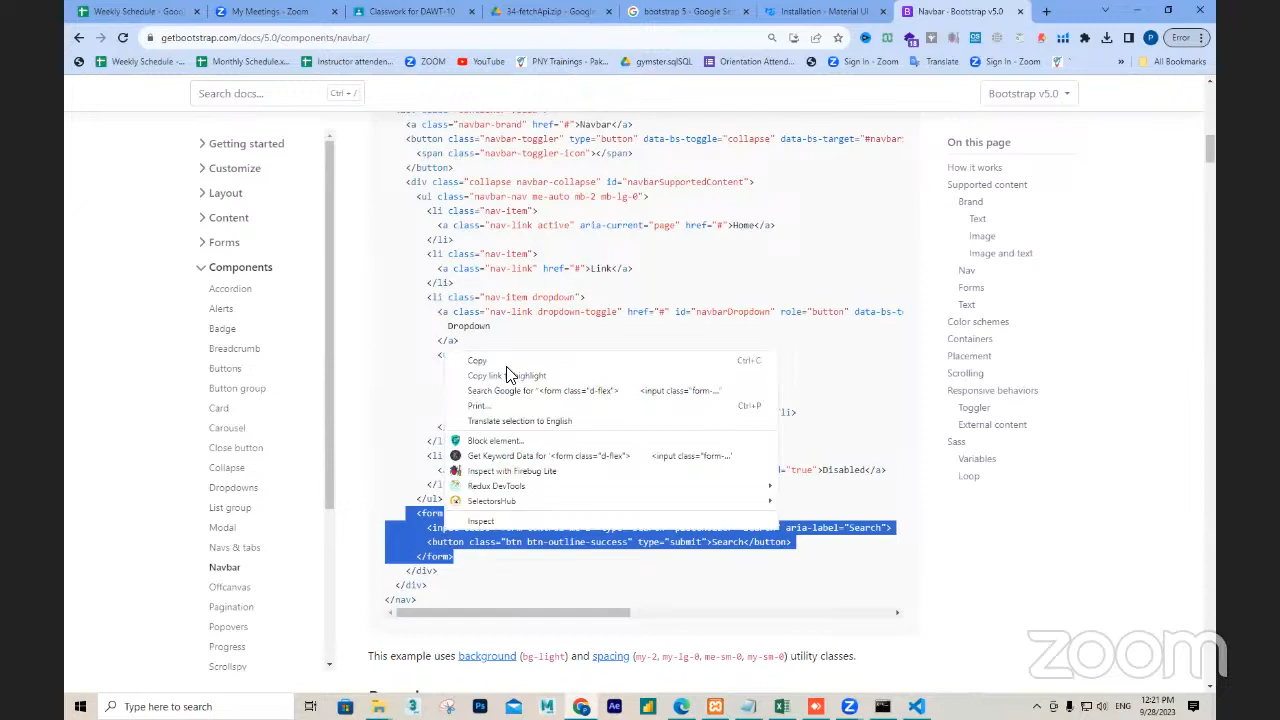 Weekly Schedule - Goog
My Meetings - Zoom
Classwork for DAWT-10
34-fetchApi.zip - Google
bootstrap 5 - Google Sea
Installation - Material UI
Navbar · Bootstrap v5.0
getbootstrap.com/docs/5.0/components/navbar/
18
P
Error
Weekly Schedule -...
Monthly Schedule.x...
instructor attenden...
ZOOM
YouTube
PNY Trainings - Pak...
gymster.sqlSQL
Orientation Attend...
Sign In - Zoom
Translate
Sign In - Zoom
»
All Bookmarks
Search docs...
Ctrl + /
Bootstrap v5.0
Getting started
Customize
Layout
Content
Forms
Components
Accordion
Alerts
Badge
Breadcrumb
Buttons
Button group
Card
Carousel
Close button
Collapse
Dropdowns
List group
Modal
Navs & tabs
Navbar
Offcanvas
Pagination
Popovers
Progress
Scrollspy
<a class="navbar-brand" href="#">Navbar</a>
<button class="navbar-toggler" type="button" data-bs-toggle="collapse" data-bs-target="#navbar
<span class="navbar-toggler-icon"></span>
</button>
<div class="collapse navbar-collapse" id="navbarSupportedContent">
<ul class="navbar-nav me-auto mb-2 mb-lg-0">
<li class="nav-item">
<a class="nav-link active" aria-current="page" href="#">Home</a>
</li>
<li class="nav-item">
<a class="nav-link" href="#">Link</a>
</li>
<li class="nav-item dropdown">
<a class="nav-link dropdown-toggle" href="#" id="navbarDropdown" role="button" data-bs-to
Dropdown
</a>
Copy
Ctrl+C
Copy link highlight
Search Google for "<form class="d-flex"> <input class="form-..."
Print...
Ctrl+P
Translate selection to English
Block element...
Get Keyword Data for '<form class="d-flex"> <input class="form-...'
Inspect with Firebug Lite
Redux DevTools
SelectorsHub
Inspect
li>
="true">Disabled</a>
</ul>
<form
aria-label="Search">
<button class="btn btn-outline-success" type="submit">Search</button>
</form>
</div>
</div>
</nav>
This example uses background (bg-light) and spacing (my-2, my-lg-0, me-sm-0, my-sm-0) utility classes.
On this page
How it works
Supported content
Brand
Text
Image
Image and text
Nav
Forms
Text
Color schemes
Containers
Placement
Scrolling
Responsive behaviors
Toggler
External content
Sass
Variables
Loop
zoom
Type here to search
ENG
12:21 PM
9/28/2023